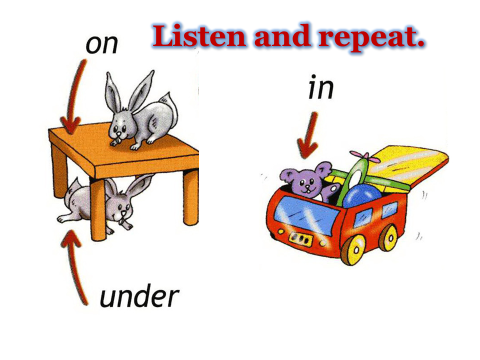 Listen and repeat.
on
in
under